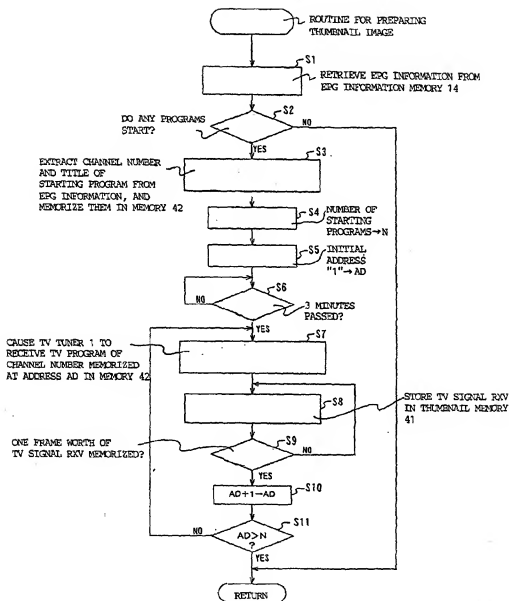 ROUTINE FOR PREPARING
THUMBNAIL IMAGE
S1
RETRIEVE EPG INFORMATION FROM
EPG INFORMATION MEMORY 14
S2
DO ANY PROGRAMS
START?
NO
YES
S3
EXTRACT CHANNEL NUMBER
AND TITLE OF
STARTING PROGRAM FROM
EPG INFORMATION, AND
MEMORIZE THEM IN MEMORY 42
S4
NUMBER OF
STARTING
PROGRAMS→N
S5
INITIAL
ADDRESS
"1"→AD
S6
NO
3 MINUTES
PASSED?
YES
S7
CAUSE TV TUNER 1 TO
RECEIVE TV PROGRAM OF
CHANNEL NUMBER MEMORIZED
AT ADDRESS AD IN MEMORY 42
S8
STORE TV SIGNAL RXV
IN THUMBNAIL MEMORY
41
S9
ONE FRAME WORTH OF
TV SIGNAL RXV MEMORIZED?
NO
YES
S10
AD+1→AD
S11
NO
AD>N
?
YES
RETURN